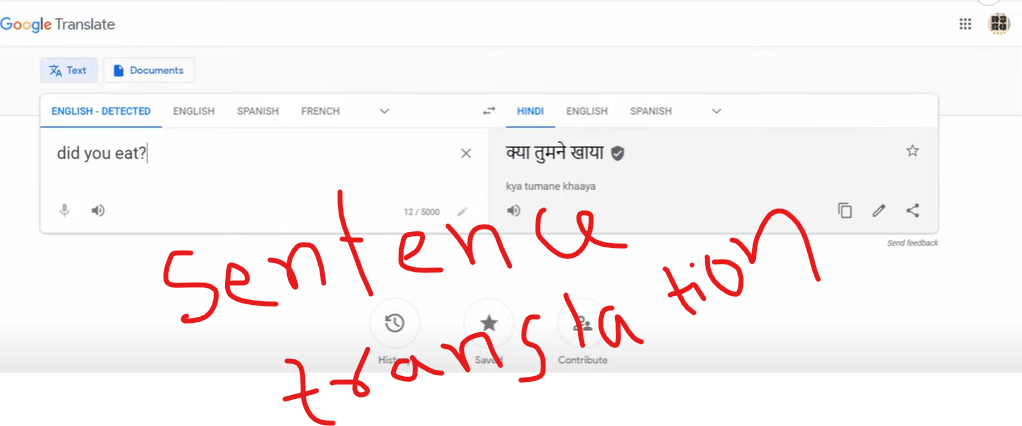 Google Translate
Text Documents
ENGLISH - DETECTED ENGLISH SPANISH FRENCH HINDI ENGLISH SPANISH
did you eat? क्या तुमने खाया
kya tumane khaaya
12 / 5000
Send feedback
sentence
translation
History Saved Contribute